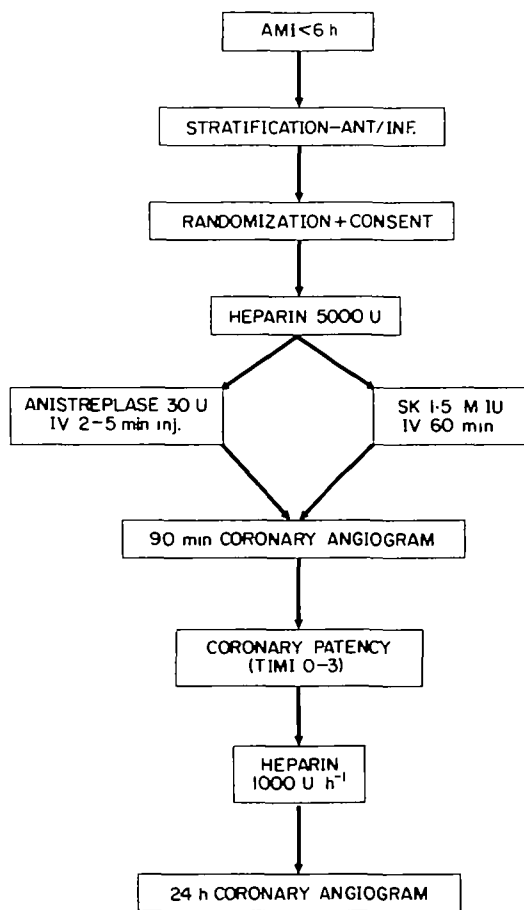 AMI<6 h
STRATIFICATION-ANT/INF.
RANDOMIZATION+CONSENT
HEPARIN 5000 U
ANISTREPLASE 30 U
IV 2-5 min inj.
SK 1·5 M IU
IV 60 min
90 min CORONARY ANGIOGRAM
CORONARY PATENCY
(TIMI 0-3)
HEPARIN
1000 U h⁻¹
24 h CORONARY ANGIOGRAM